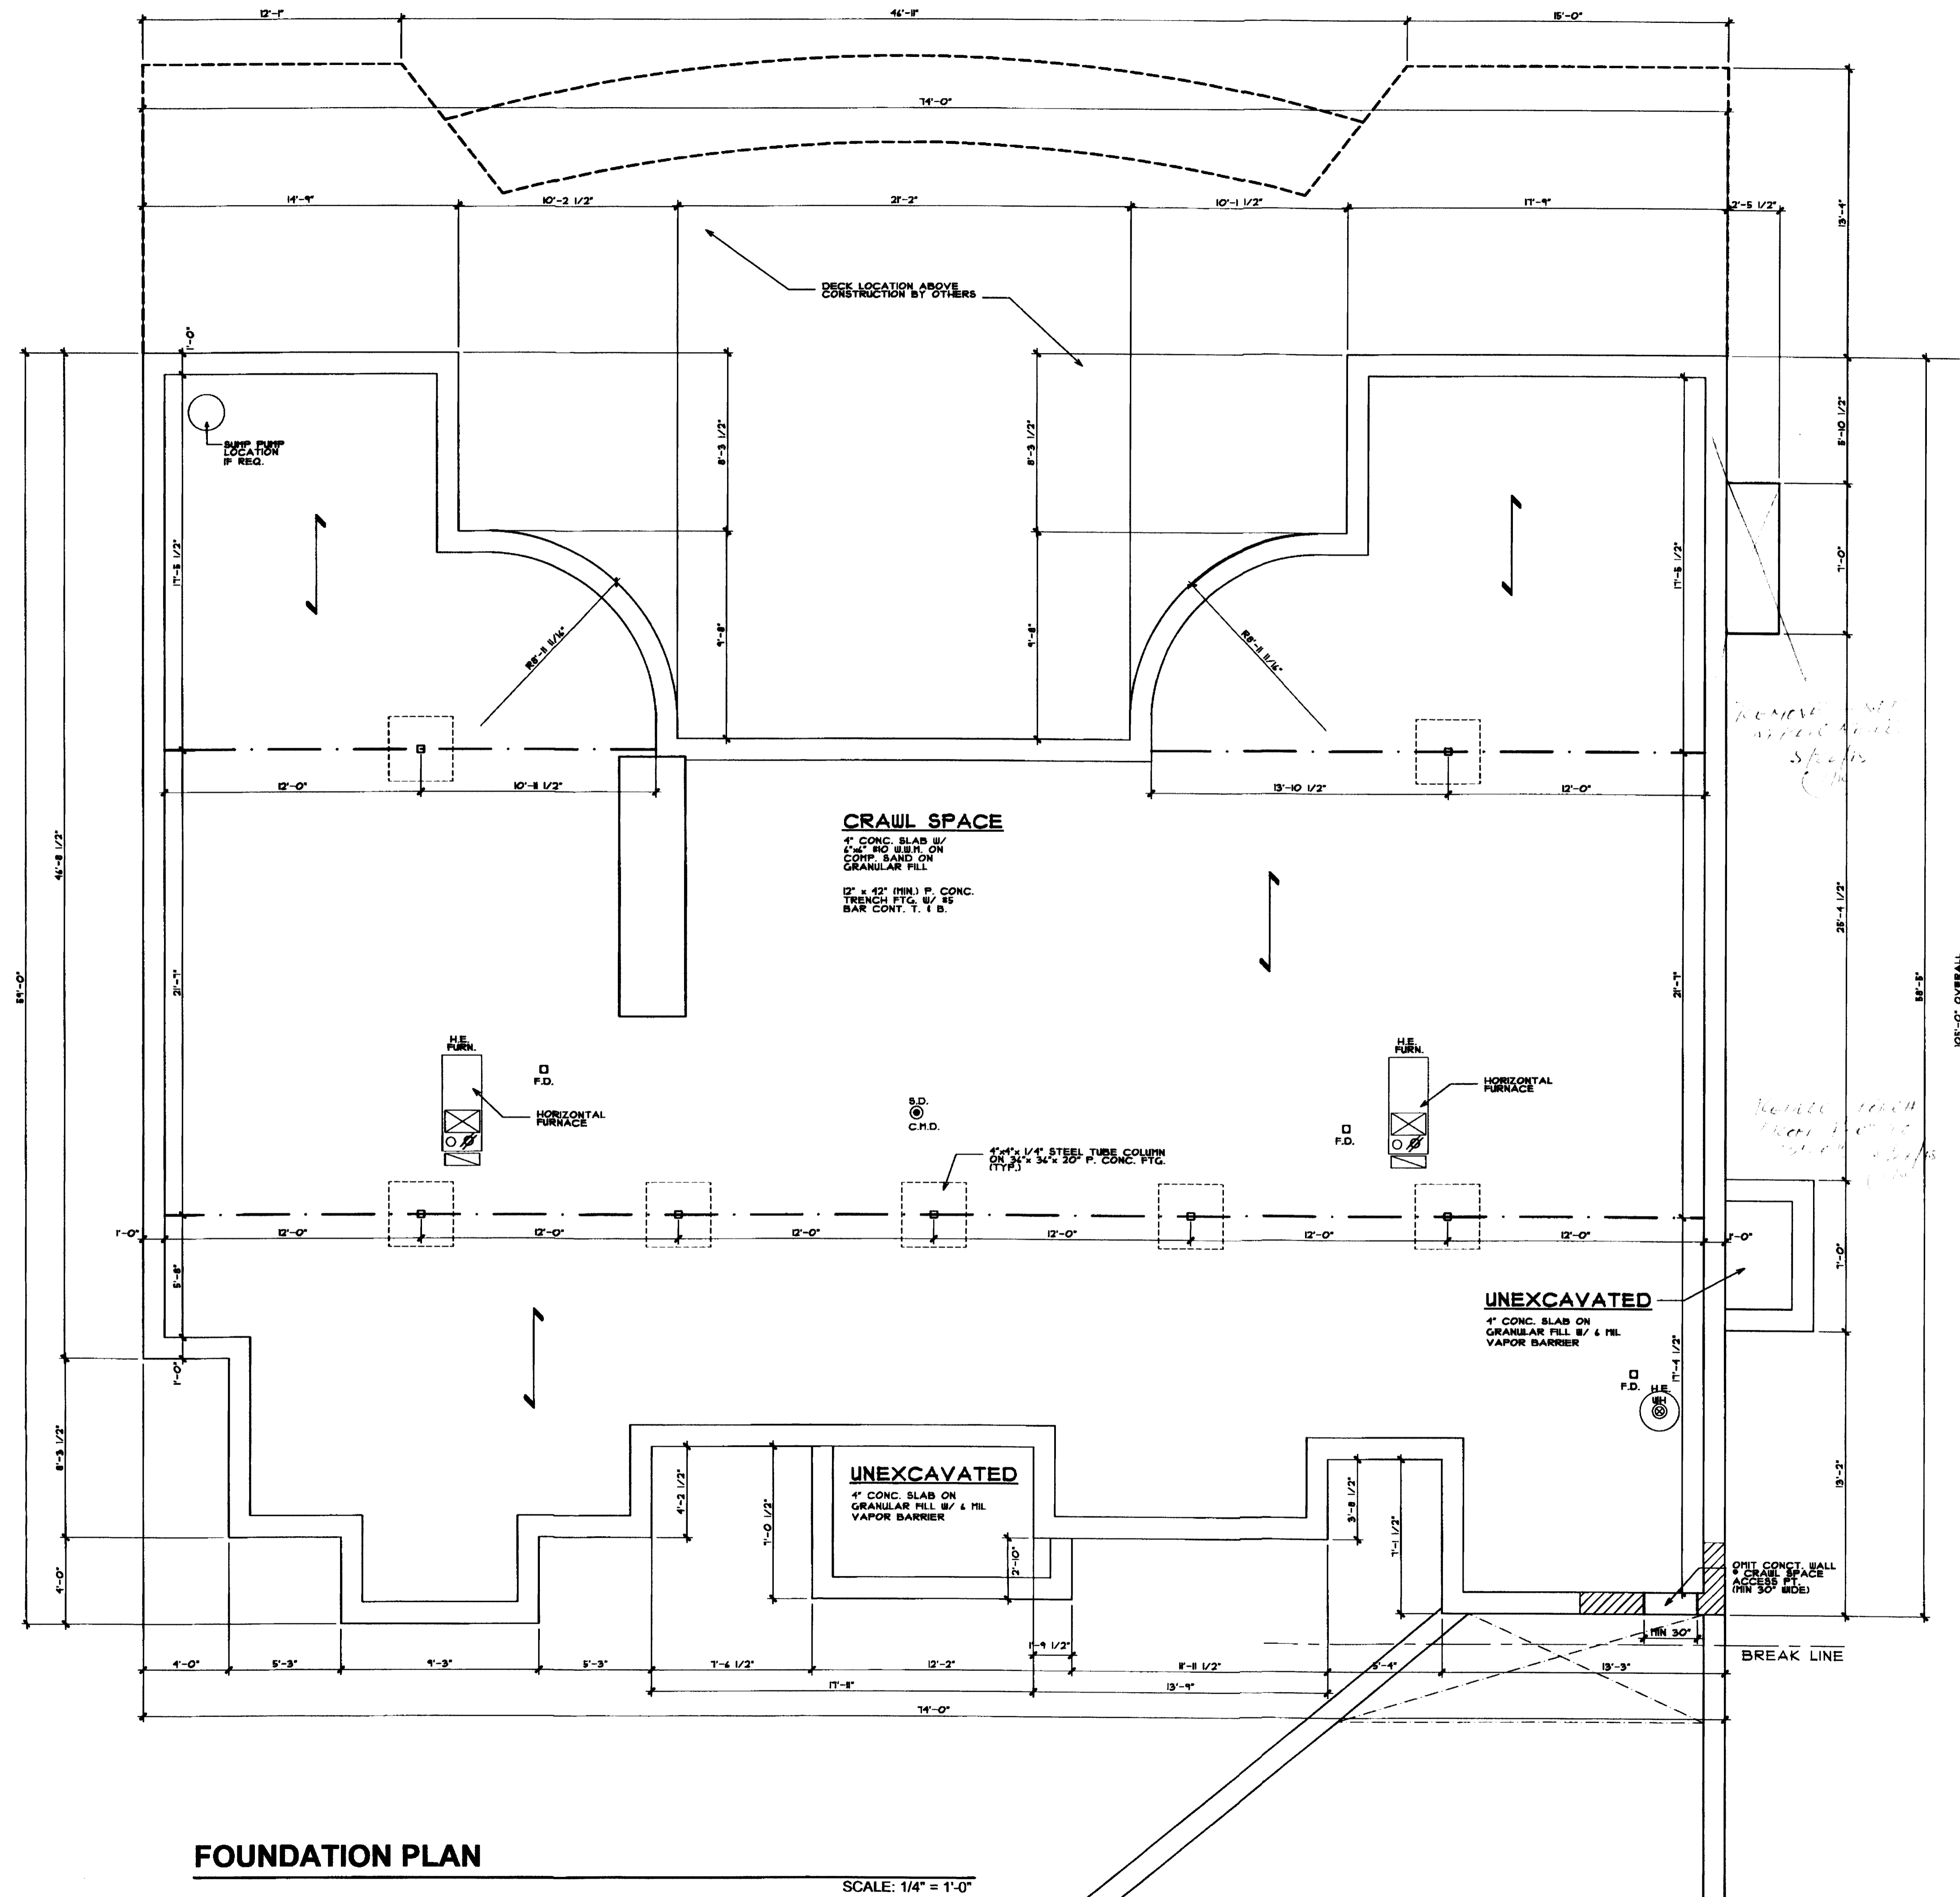 12'-1"
46'-11"
15'-0"
74'-0"
14'-9"
10'-2 1/2"
21'-2"
10'-1 1/2"
17'-9"
2'-5 1/2"
13'-4"
DECK LOCATION ABOVE
CONSTRUCTION BY OTHERS
1'-0"
SUMP PUMP
LOCATION
IF REQ.
8'-3 1/2"
8'-3 1/2"
5'-10 1/2"
17'-5 1/2"
17'-5 1/2"
7'-0"
9'-8"
9'-8"
R8'-11 11/16"
R8'-11 11/16"
REMOVE NOT
12'-0"
10'-11 1/2"
13'-10 1/2"
12'-0"
CRAWL SPACE
4" CONC. SLAB W/
6"x6" #10 W.W.M. ON
COMP. SAND ON
GRANULAR FILL
12" x 42" (MIN.) P. CONC.
TRENCH FTG. W/ #5
BAR CONT. T. & B.
46'-8 1/2"
59'-0"
21'-7"
21'-7"
25'-4 1/2"
58'-5"
105'-0" OVERALL
H.E.
FURN.
F.D.
HORIZONTAL
FURNACE
S.D.
C.M.D.
H.E.
FURN.
HORIZONTAL
FURNACE
F.D.
4"x4"x 1/4" STEEL TUBE COLUMN
ON 36"x 36"x 20" P. CONC. FTG.
(TYP.)
1'-0"
12'-0"
12'-0"
12'-0"
12'-0"
12'-0"
12'-0"
1'-0"
5'-8"
7'-0"
UNEXCAVATED
4" CONC. SLAB ON
GRANULAR FILL W/ 6 MIL
VAPOR BARRIER
1'-0"
17'-4 1/2"
F.D.
H.E.
WH
8'-3 1/2"
4'-0"
4'-2 1/2"
7'-0 1/2"
UNEXCAVATED
4" CONC. SLAB ON
GRANULAR FILL W/ 6 MIL
VAPOR BARRIER
2'-10"
3'-8 1/2"
7'-1 1/2"
13'-2"
OMIT CONCT. WALL
@ CRAWL SPACE
ACCESS PT.
(MIN 30" WIDE)
MIN 30"
BREAK LINE
4'-0"
5'-3"
9'-3"
5'-3"
7'-6 1/2"
12'-2"
1'-9 1/2"
11'-11 1/2"
5'-4"
13'-3"
17'-11"
13'-9"
74'-0"
FOUNDATION PLAN
SCALE: 1/4" = 1'-0"